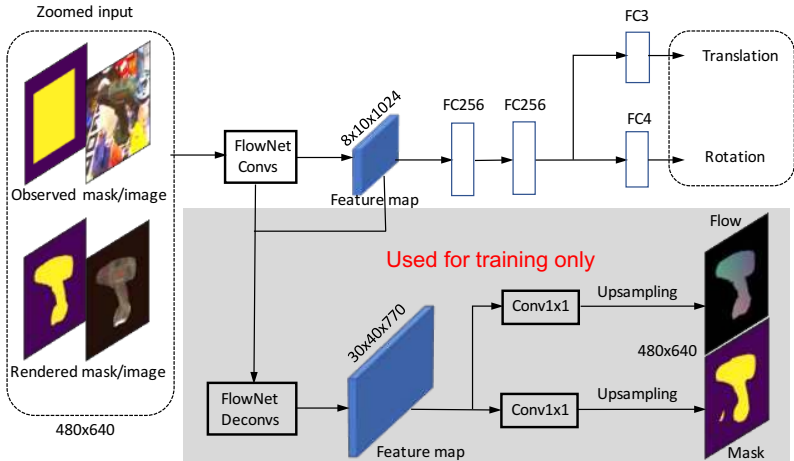 Zoomed input
Observed mask/image
Rendered mask/image
480x640
FlowNet
Convs
8x10x1024
Feature map
FC256
FC256
FC3
FC4
Translation
Rotation
Used for training only
FlowNet
Deconvs
30x40x770
Feature map
Conv1x1
Upsampling
Flow
480x640
Conv1x1
Upsampling
Mask